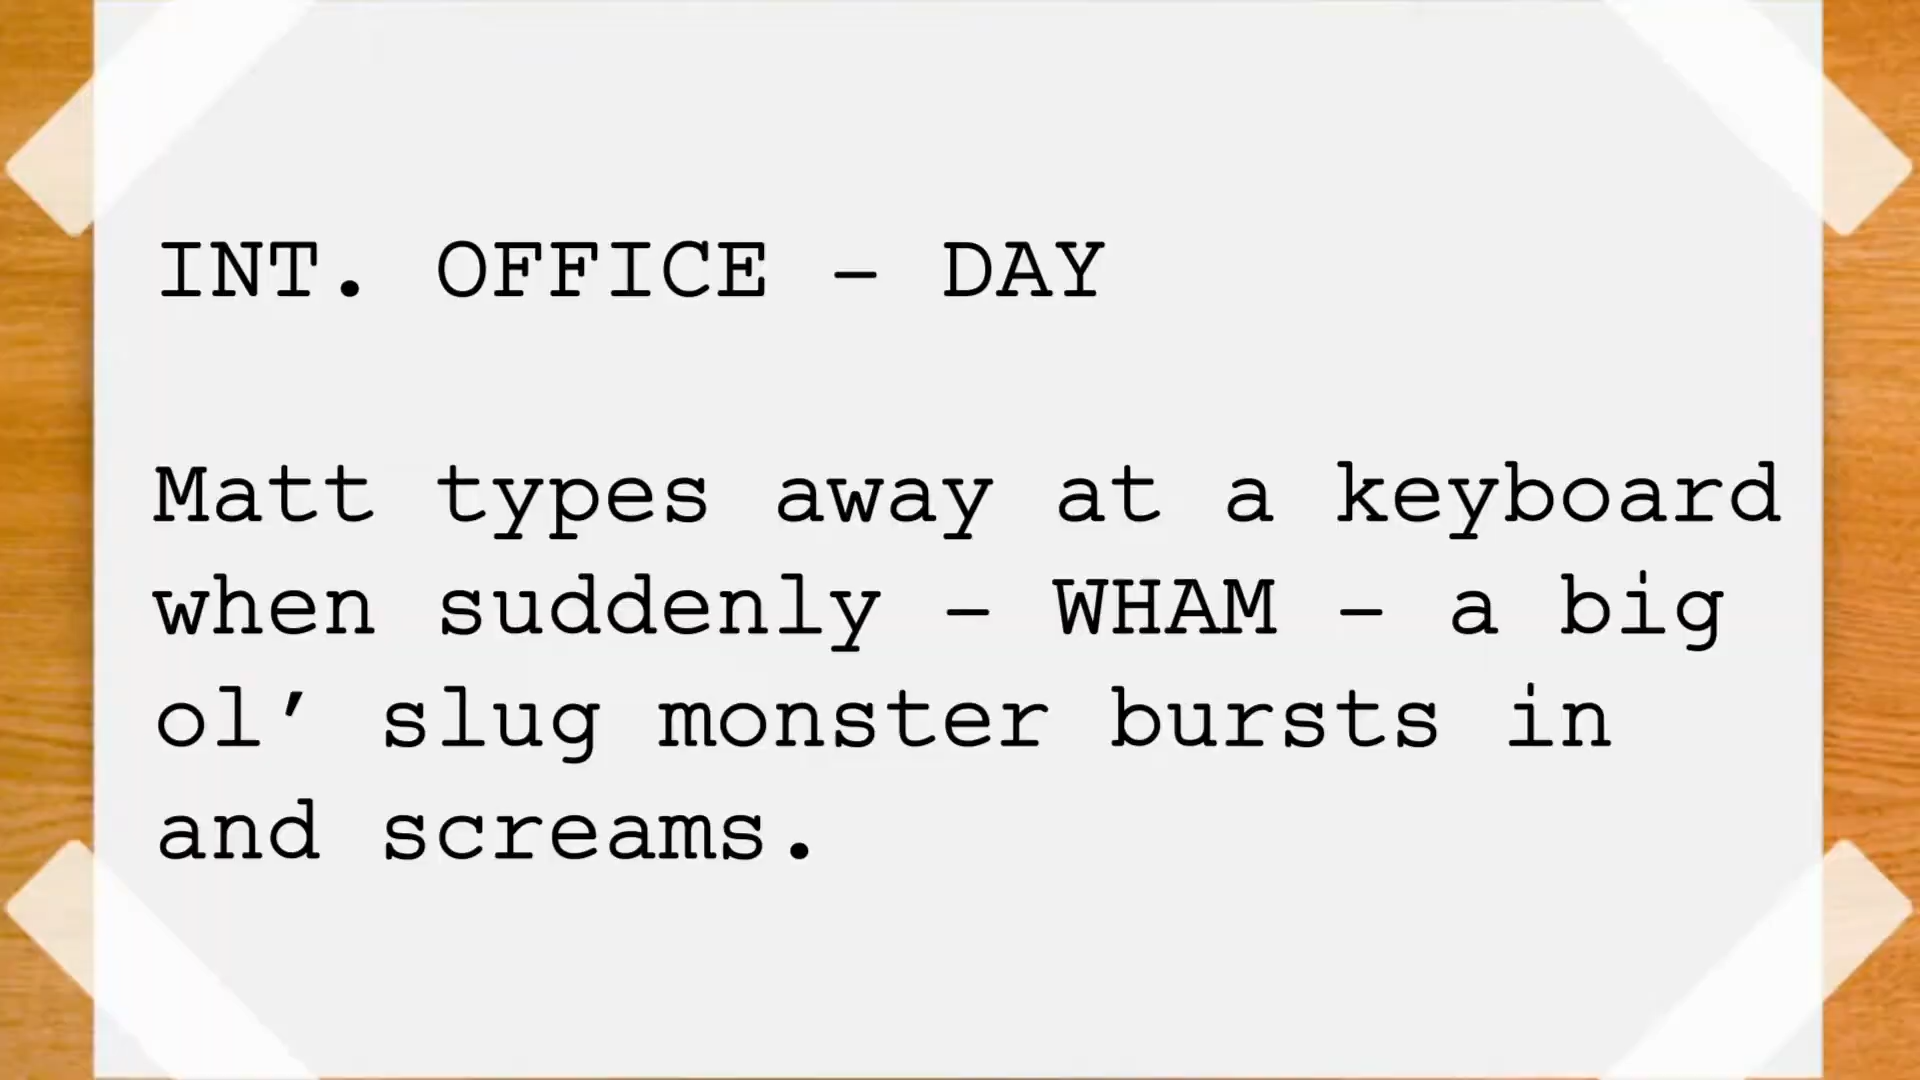 INT. OFFICE – DAY
Matt types away at a keyboard
when suddenly – WHAM – a big
ol’ slug monster bursts in
and screams.